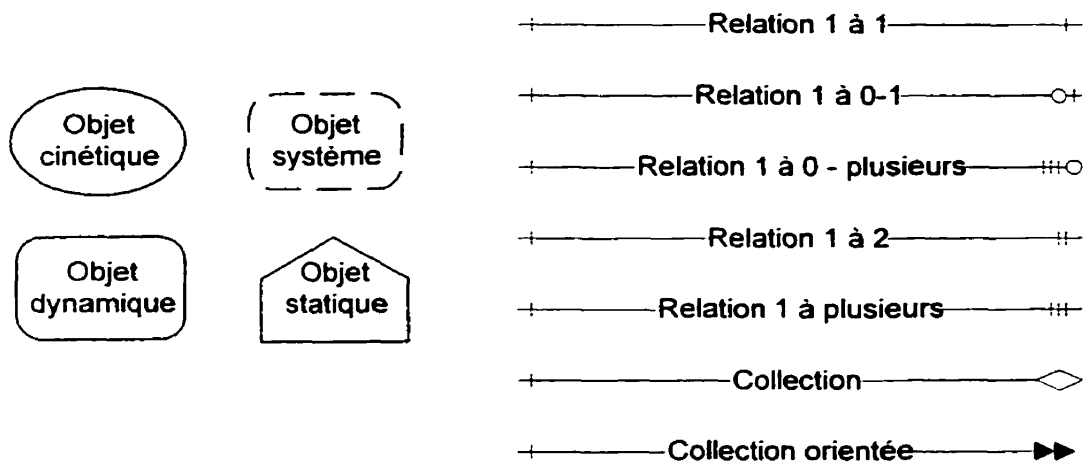 Objet
cinétique
Objet
système
Objet
dynamique
Objet
statique
Relation 1 à 1
Relation 1 à 0-1
Relation 1 à 0 - plusieurs
Relation 1 à 2
Relation 1 à plusieurs
Collection
Collection orientée